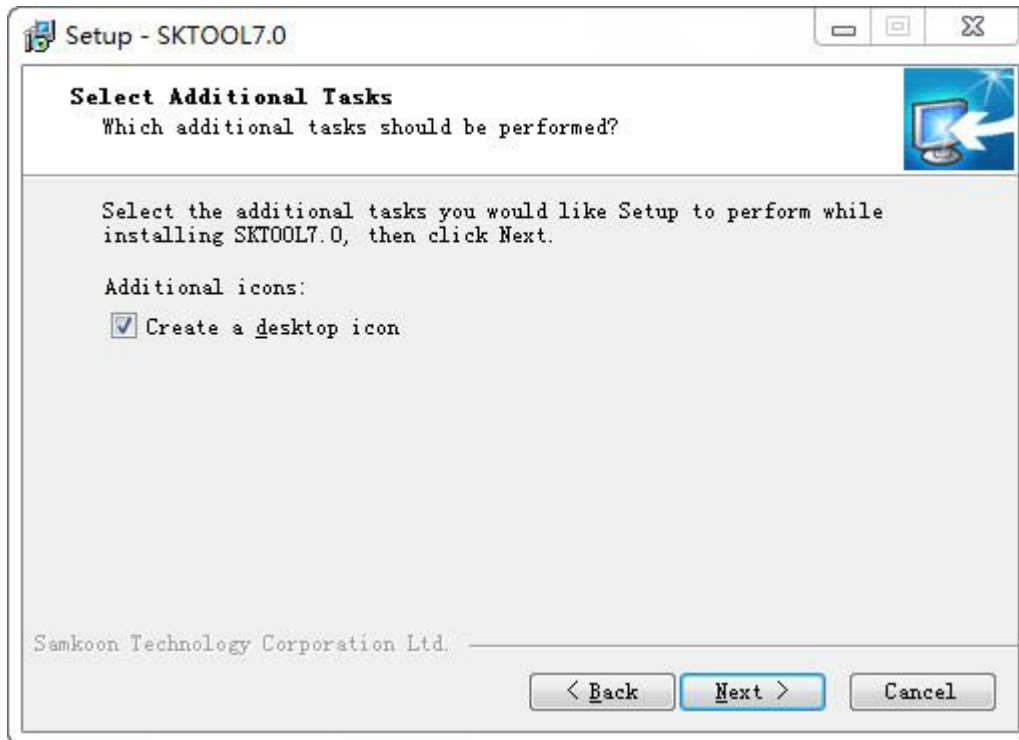 Setup - SKTOOL7.0
Select Additional Tasks
Which additional tasks should be performed?
Select the additional tasks you would like Setup to perform while
installing SKTOOL7.0, then click Next.
Additional icons:
Create a desktop icon
Samkoon Technology Corporation Ltd.
< Back
Next >
Cancel